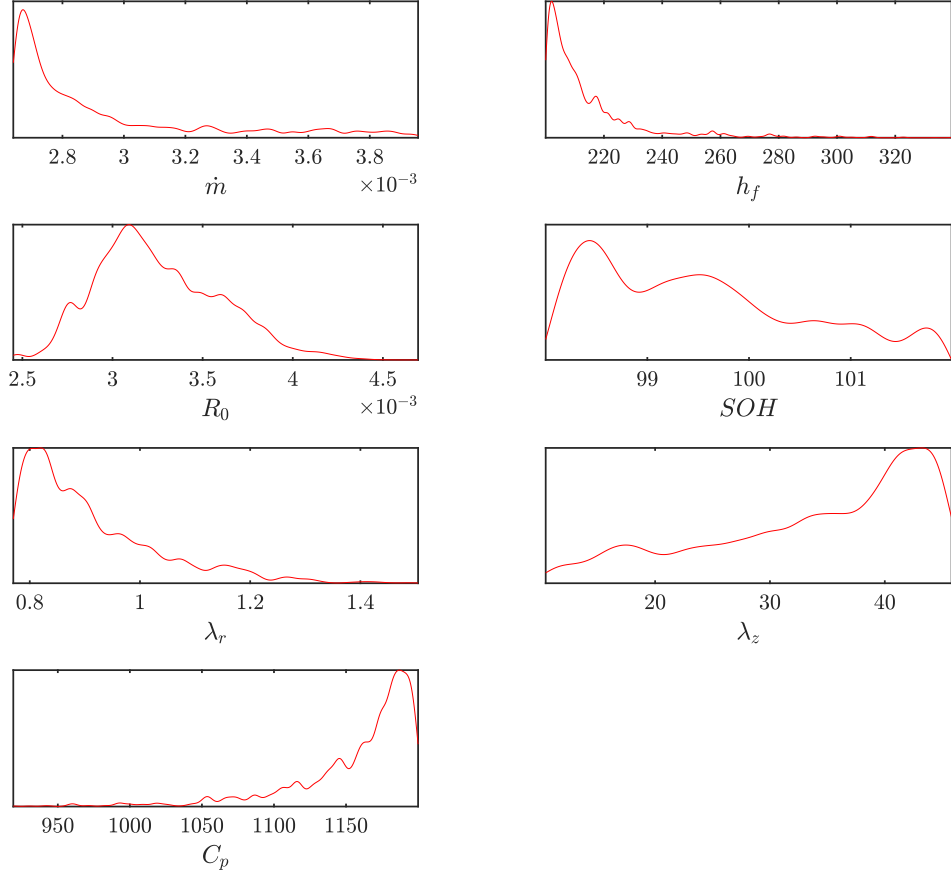 2.8 3 3.2 3.4 3.6 3.8
×10⁻³
ṁ
220 240 260 280 300 320
h_f
2.5 3 3.5 4 4.5
×10⁻³
R_0
99 100 101
SOH
0.8 1 1.2 1.4
λ_r
20 30 40
λ_z
950 1000 1050 1100 1150
C_p